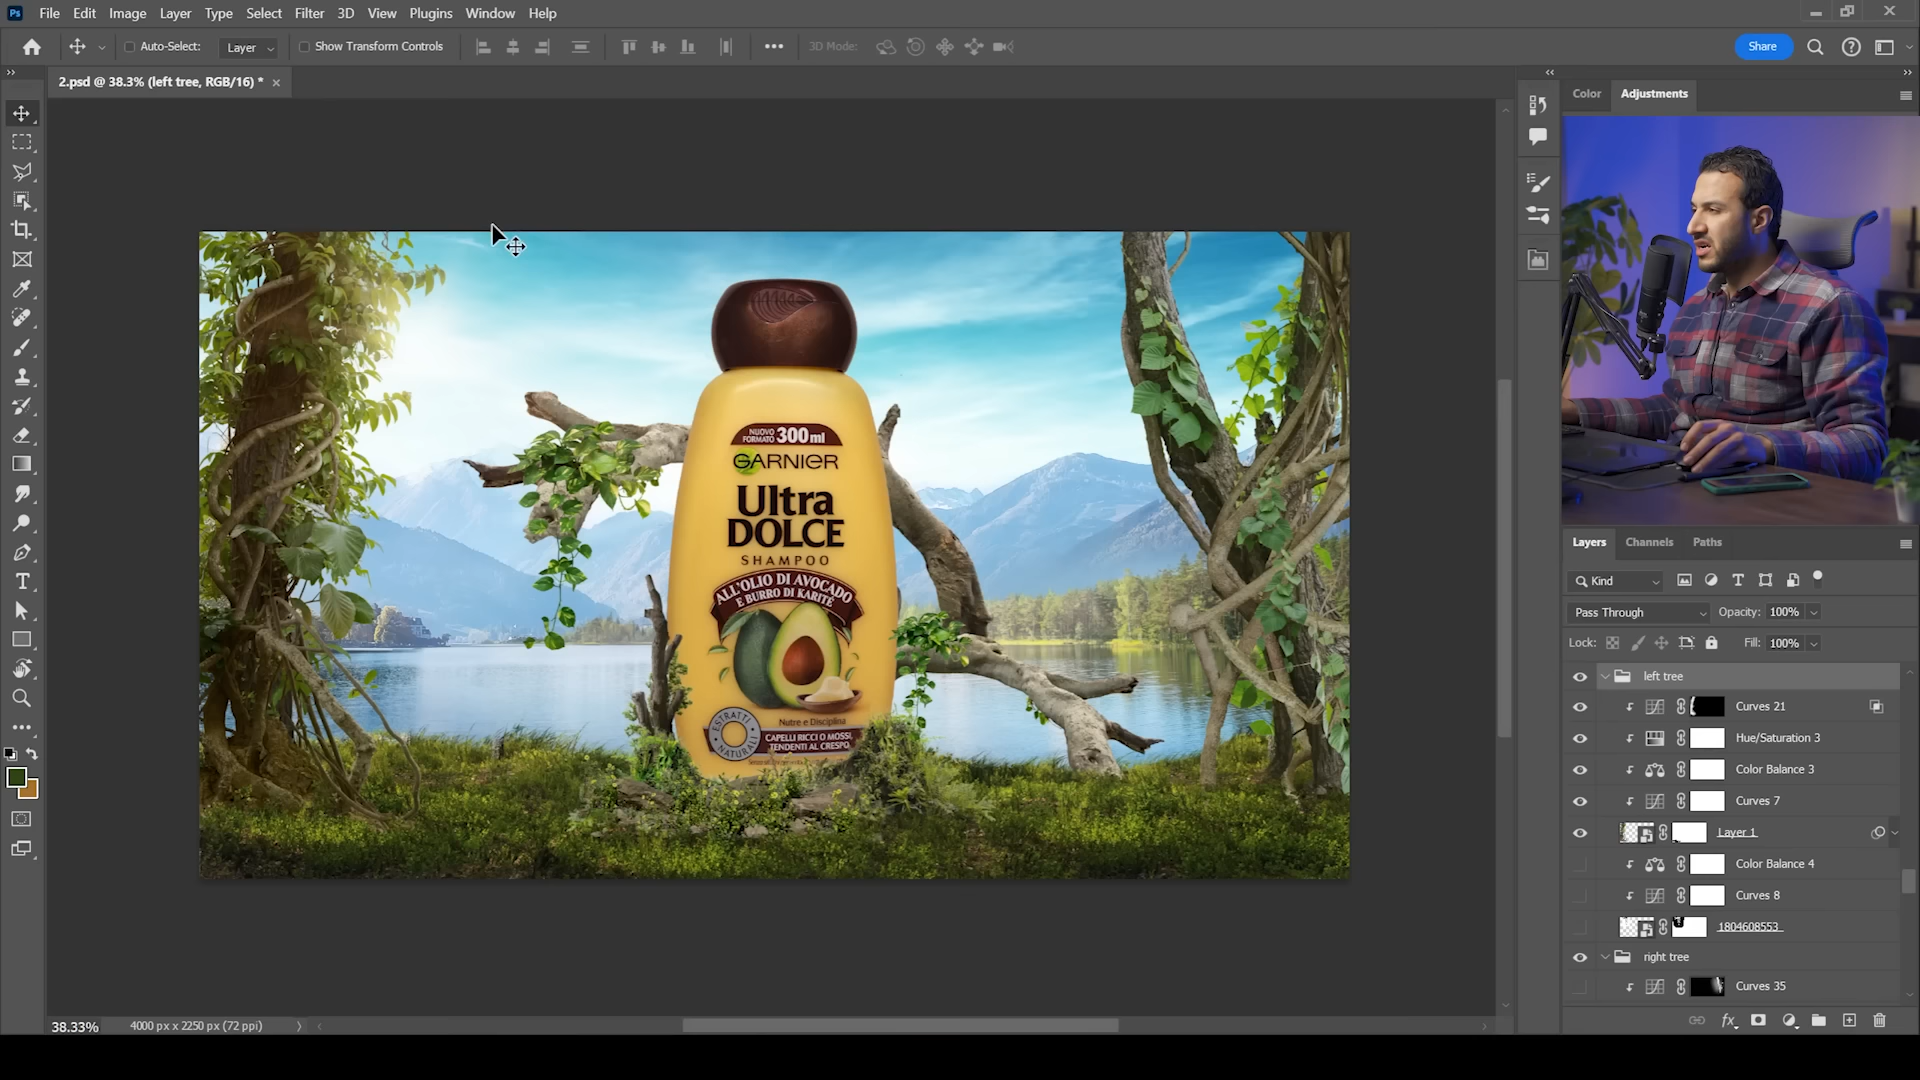 Ps File Edit Image Layer Type Select Filter 3D View Plugins Window Help
Auto-Select: Layer Show Transform Controls 3D Mode: Share
2.psd @ 38.3% (left tree, RGB/16) *
Color Adjustments
NUOVO
FORMATO 300ml
GARNIER
Ultra
DOLCE
SHAMPOO
ALL'OLIO DI AVOCADO
E BURRO DI KARITÈ
ESTRATTI
NATURALI
Nutre e Disciplina
CAPELLI RICCI O MOSSI,
TENDENTI AL CRESPO
Layers Channels Paths
Kind
Pass Through Opacity: 100%
Lock: Fill: 100%
left tree
Curves 21
Hue/Saturation 3
Color Balance 3
Curves 7
Layer 1
Color Balance 4
Curves 8
1804608553
right tree
Curves 35
fx
38.33% 4000 px x 2250 px (72 ppi)